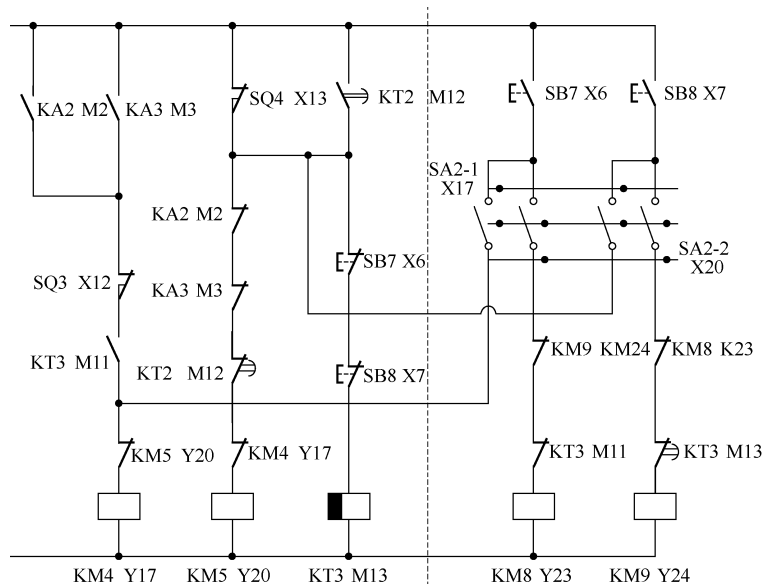 SQ4 X13
KT2 M12
SB7 X6
SB8 X7
KA2 M2
KA3 M3
SA2-1
X17
KA2 M2
SQ3 X12
SB7 X6
SA2-2
X20
KA3 M3
KT3 M11
KT2 M12
SB8 X7
KM9 KM24
KM8 K23
KM5 Y20
KM4 Y17
KT3 M11
KT3 M13
KM4 Y17
KM5 Y20
KT3 M13
KM8 Y23
KM9 Y24